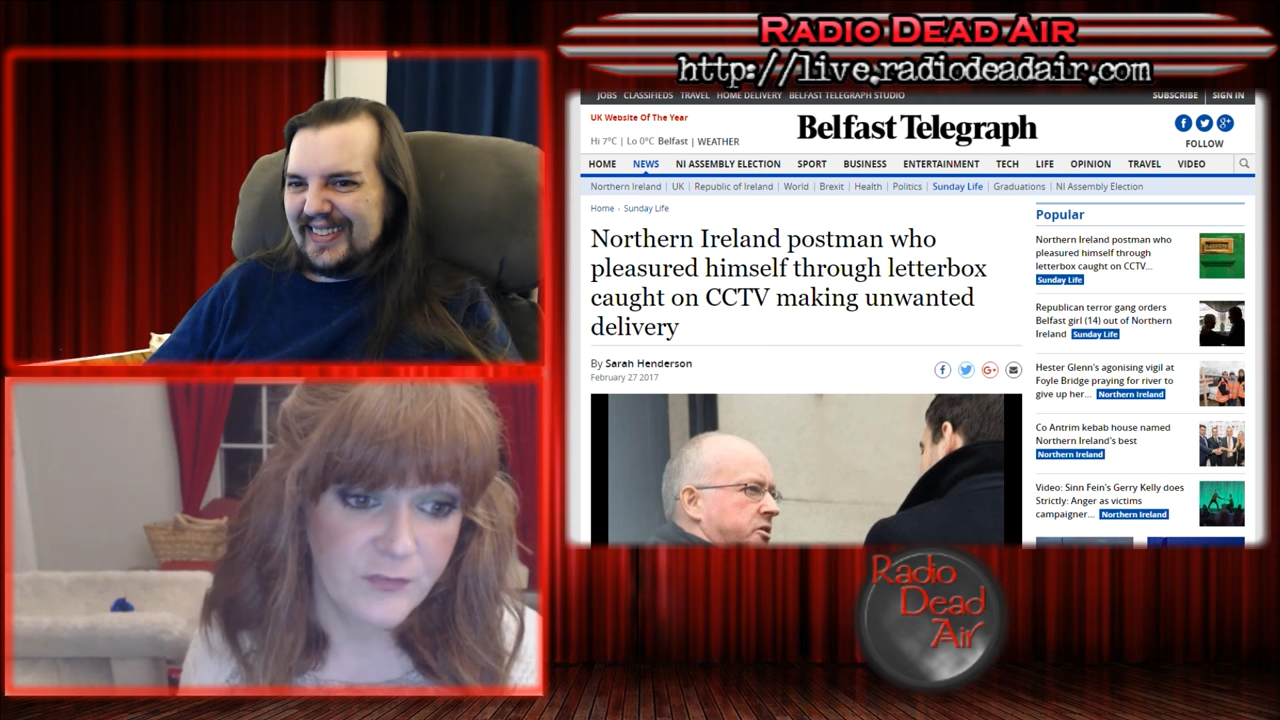 RADIO DEAD AIR
http://live.radiodeadair.com
JOBS CLASSIFIEDS TRAVEL HOME DELIVERY BELFAST TELEGRAPH STUDIO
SUBSCRIBE SIGN IN
UK Website Of The Year
Hi 7°C | Lo 0°C Belfast | WEATHER
Belfast Telegraph
FOLLOW
HOME NEWS NI ASSEMBLY ELECTION SPORT BUSINESS ENTERTAINMENT TECH LIFE OPINION TRAVEL VIDEO
Northern Ireland | UK | Republic of Ireland | World | Brexit | Health | Politics | Sunday Life | Graduations | NI Assembly Election
Home › Sunday Life
Northern Ireland postman who
pleasured himself through letterbox
caught on CCTV making unwanted
delivery
By Sarah Henderson
February 27 2017
Popular
Northern Ireland postman who
pleasured himself through
letterbox caught on CCTV...
Sunday Life
Republican terror gang orders
Belfast girl (14) out of Northern
Ireland Sunday Life
Hester Glenn's agonising vigil at
Foyle Bridge praying for river to
give up her... Northern Ireland
Co Antrim kebab house named
Northern Ireland's best
Northern Ireland
Video: Sinn Fein's Gerry Kelly does
Strictly: Anger as victims
campaigner... Northern Ireland
Radio
Dead
Air